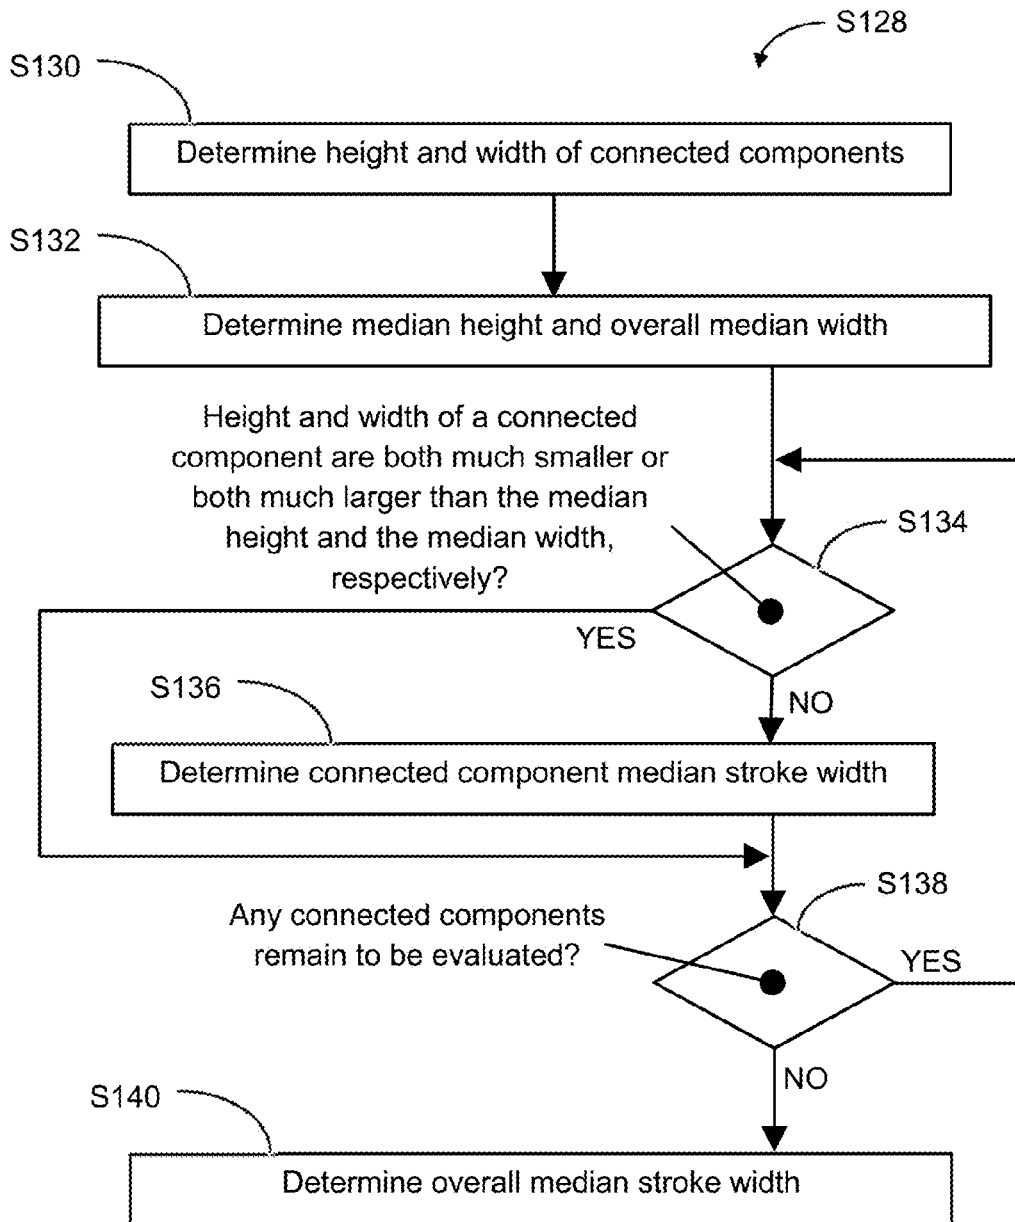 S128
S130
Determine height and width of connected components
S132
Determine median height and overall median width
Height and width of a connected
component are both much smaller or
both much larger than the median
height and the median width,
respectively?
S134
YES
NO
S136
Determine connected component median stroke width
S138
Any connected components
remain to be evaluated?
YES
NO
S140
Determine overall median stroke width